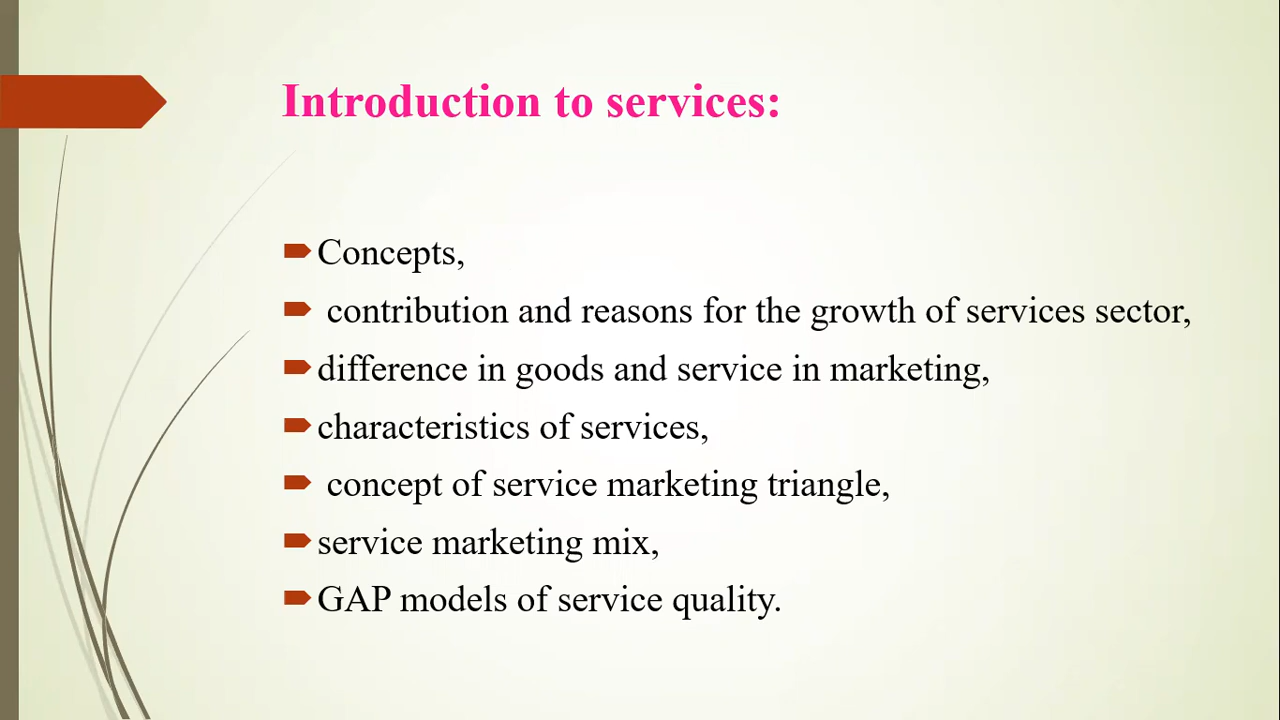 Introduction to services:
Concepts,
contribution and reasons for the growth of services sector,
difference in goods and service in marketing,
characteristics of services,
concept of service marketing triangle,
service marketing mix,
GAP models of service quality.